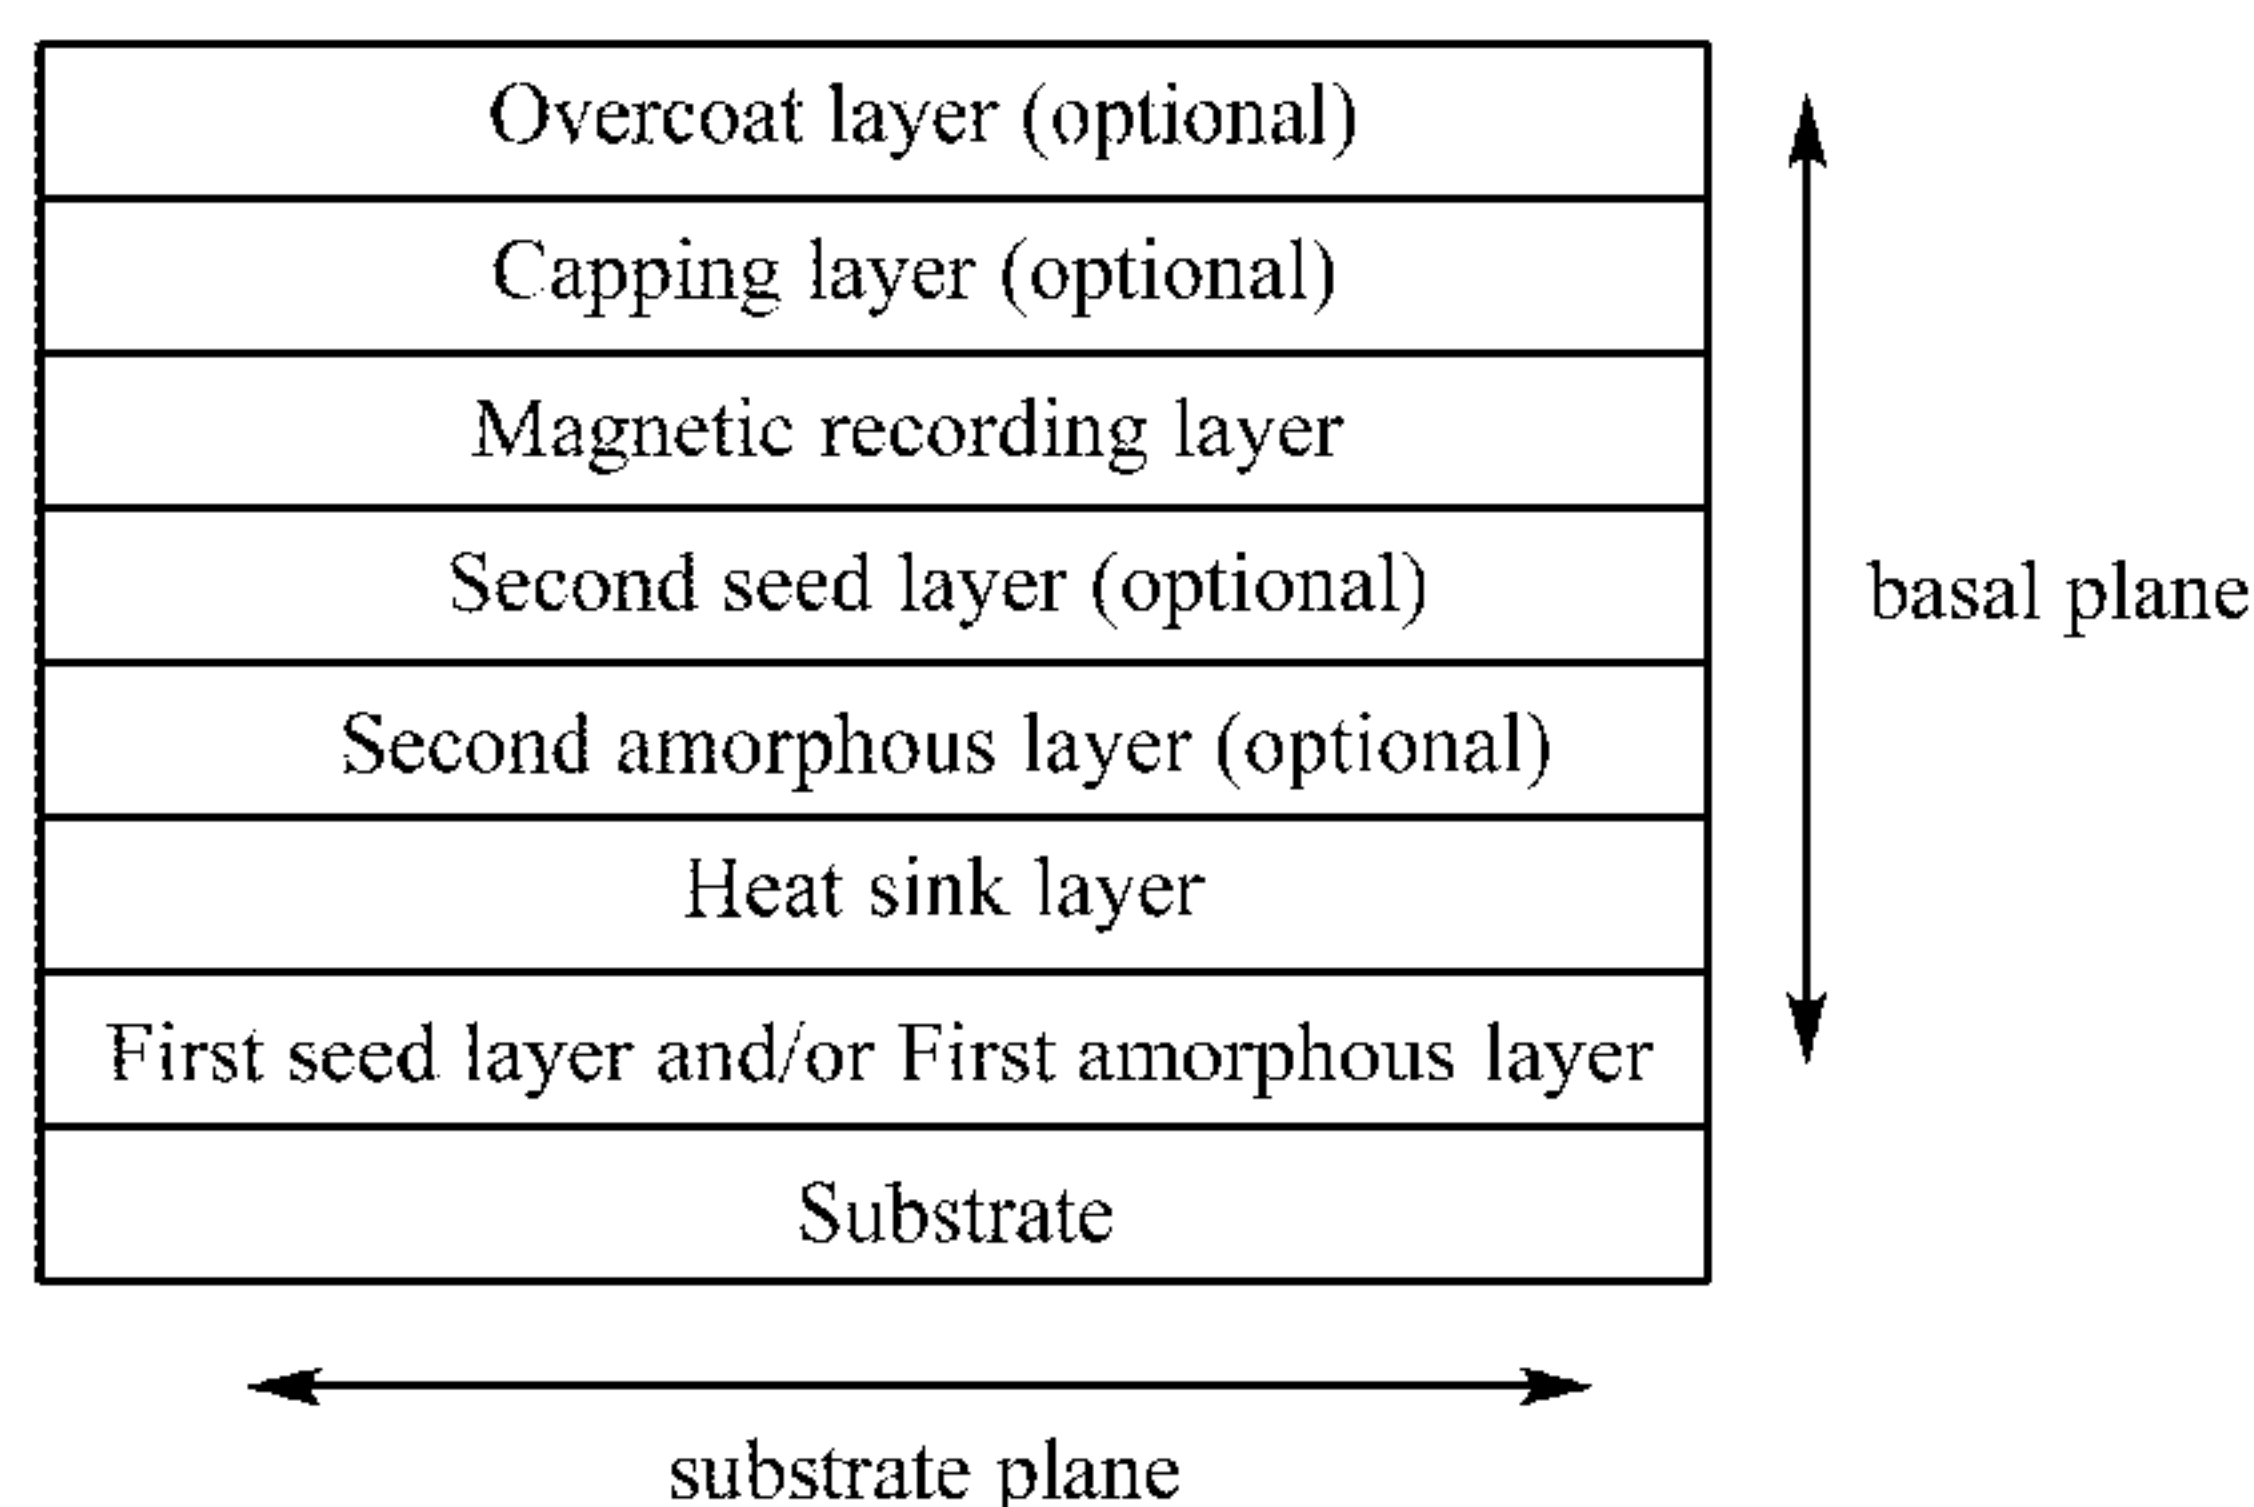 Overcoat layer (optional)
Capping layer (optional)
Magnetic recording layer
Second seed layer (optional)
basal plane
Second amorphous layer (optional)
Heat sink layer
First seed layer and/or First amorphous layer
Substrate
substrate plane